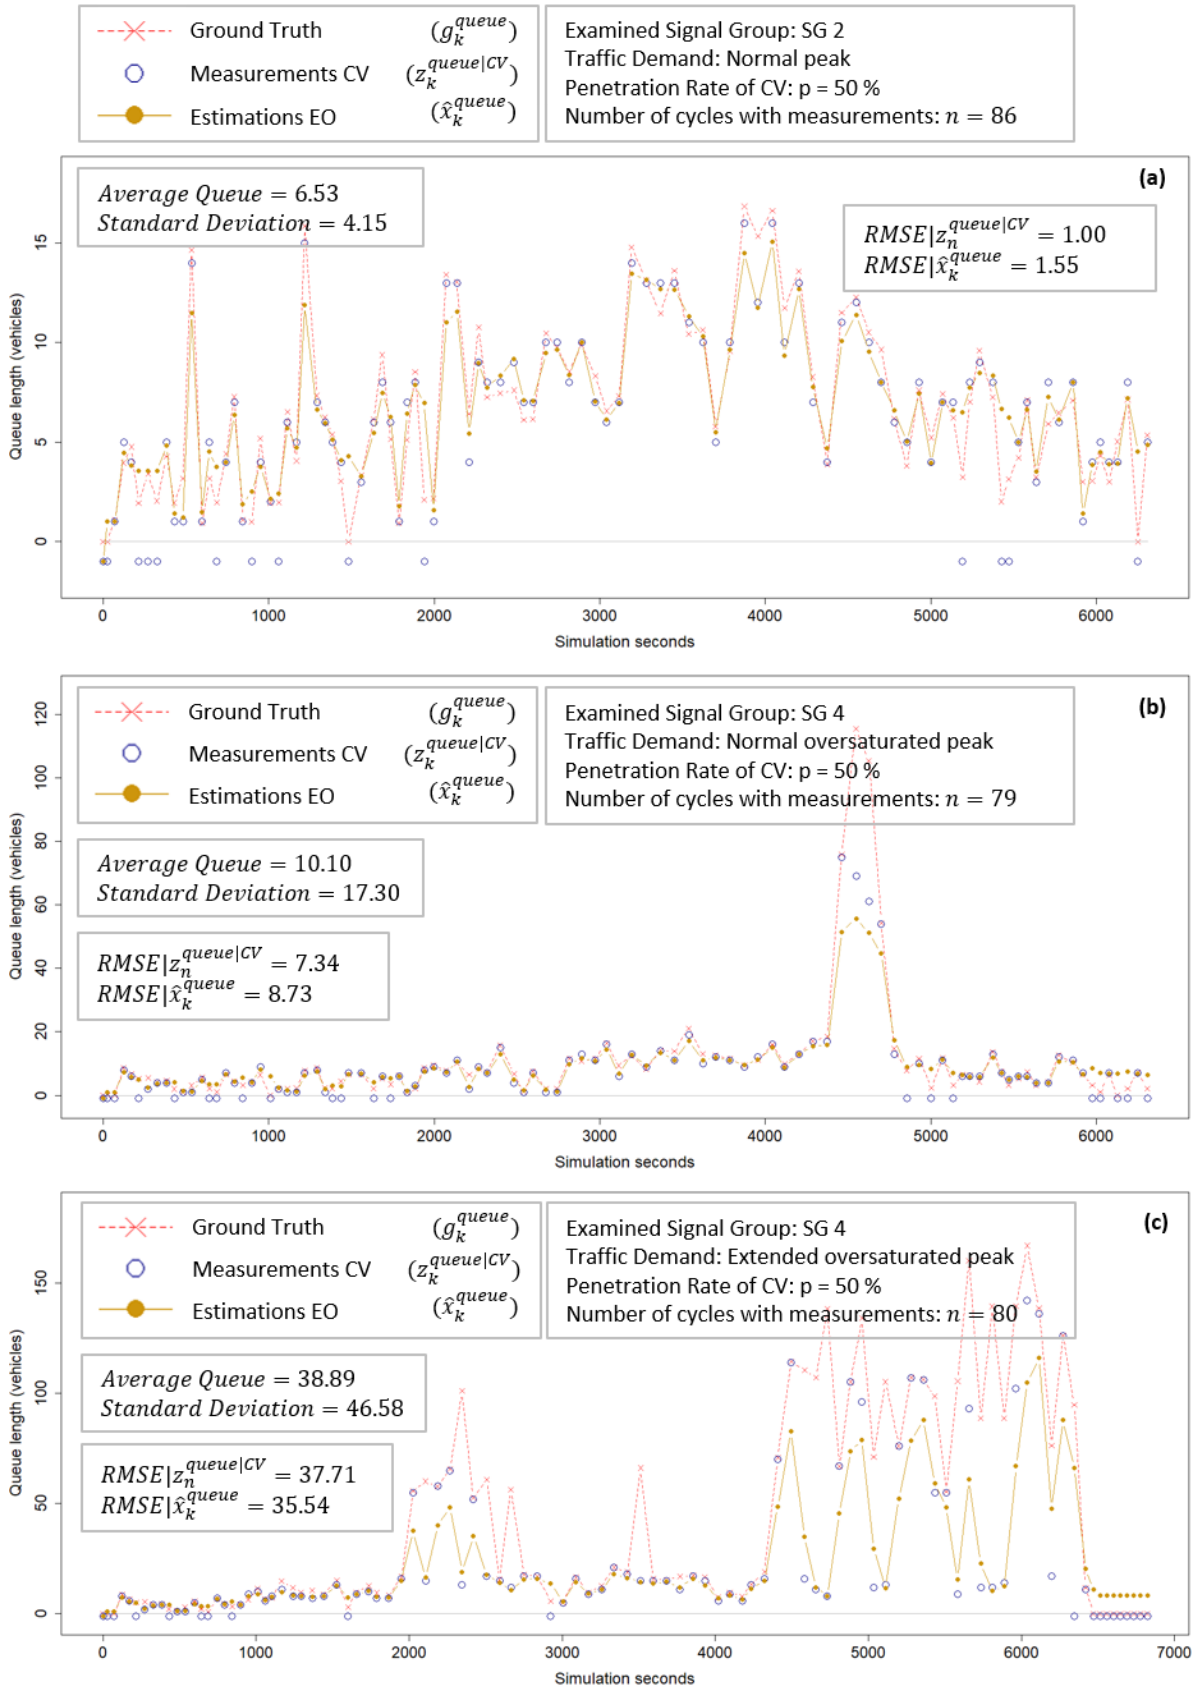 Ground Truth (g_k^queue)
Measurements CV (z_k^queue|CV)
Estimations EO (x̂_k^queue)
Examined Signal Group: SG 2
Traffic Demand: Normal peak
Penetration Rate of CV: p = 50 %
Number of cycles with measurements: n = 86
(a)
Average Queue = 6.53
Standard Deviation = 4.15
RMSE|z_n^queue|CV = 1.00
RMSE|x̂_k^queue = 1.55
Queue length (vehicles)
15
10
5
0
0 1000 2000 3000 4000 5000 6000
Simulation seconds
Ground Truth (g_k^queue)
Measurements CV (z_k^queue|CV)
Estimations EO (x̂_k^queue)
Examined Signal Group: SG 4
Traffic Demand: Normal oversaturated peak
Penetration Rate of CV: p = 50 %
Number of cycles with measurements: n = 79
(b)
Average Queue = 10.10
Standard Deviation = 17.30
RMSE|z_n^queue|CV = 7.34
RMSE|x̂_k^queue = 8.73
Queue length (vehicles)
120
100
80
60
40
20
0
0 1000 2000 3000 4000 5000 6000
Simulation seconds
Ground Truth (g_k^queue)
Measurements CV (z_k^queue|CV)
Estimations EO (x̂_k^queue)
Examined Signal Group: SG 4
Traffic Demand: Extended oversaturated peak
Penetration Rate of CV: p = 50 %
Number of cycles with measurements: n = 80
(c)
Average Queue = 38.89
Standard Deviation = 46.58
RMSE|z_n^queue|CV = 37.71
RMSE|x̂_k^queue = 35.54
Queue length (vehicles)
150
100
50
0
0 1000 2000 3000 4000 5000 6000 7000
Simulation seconds